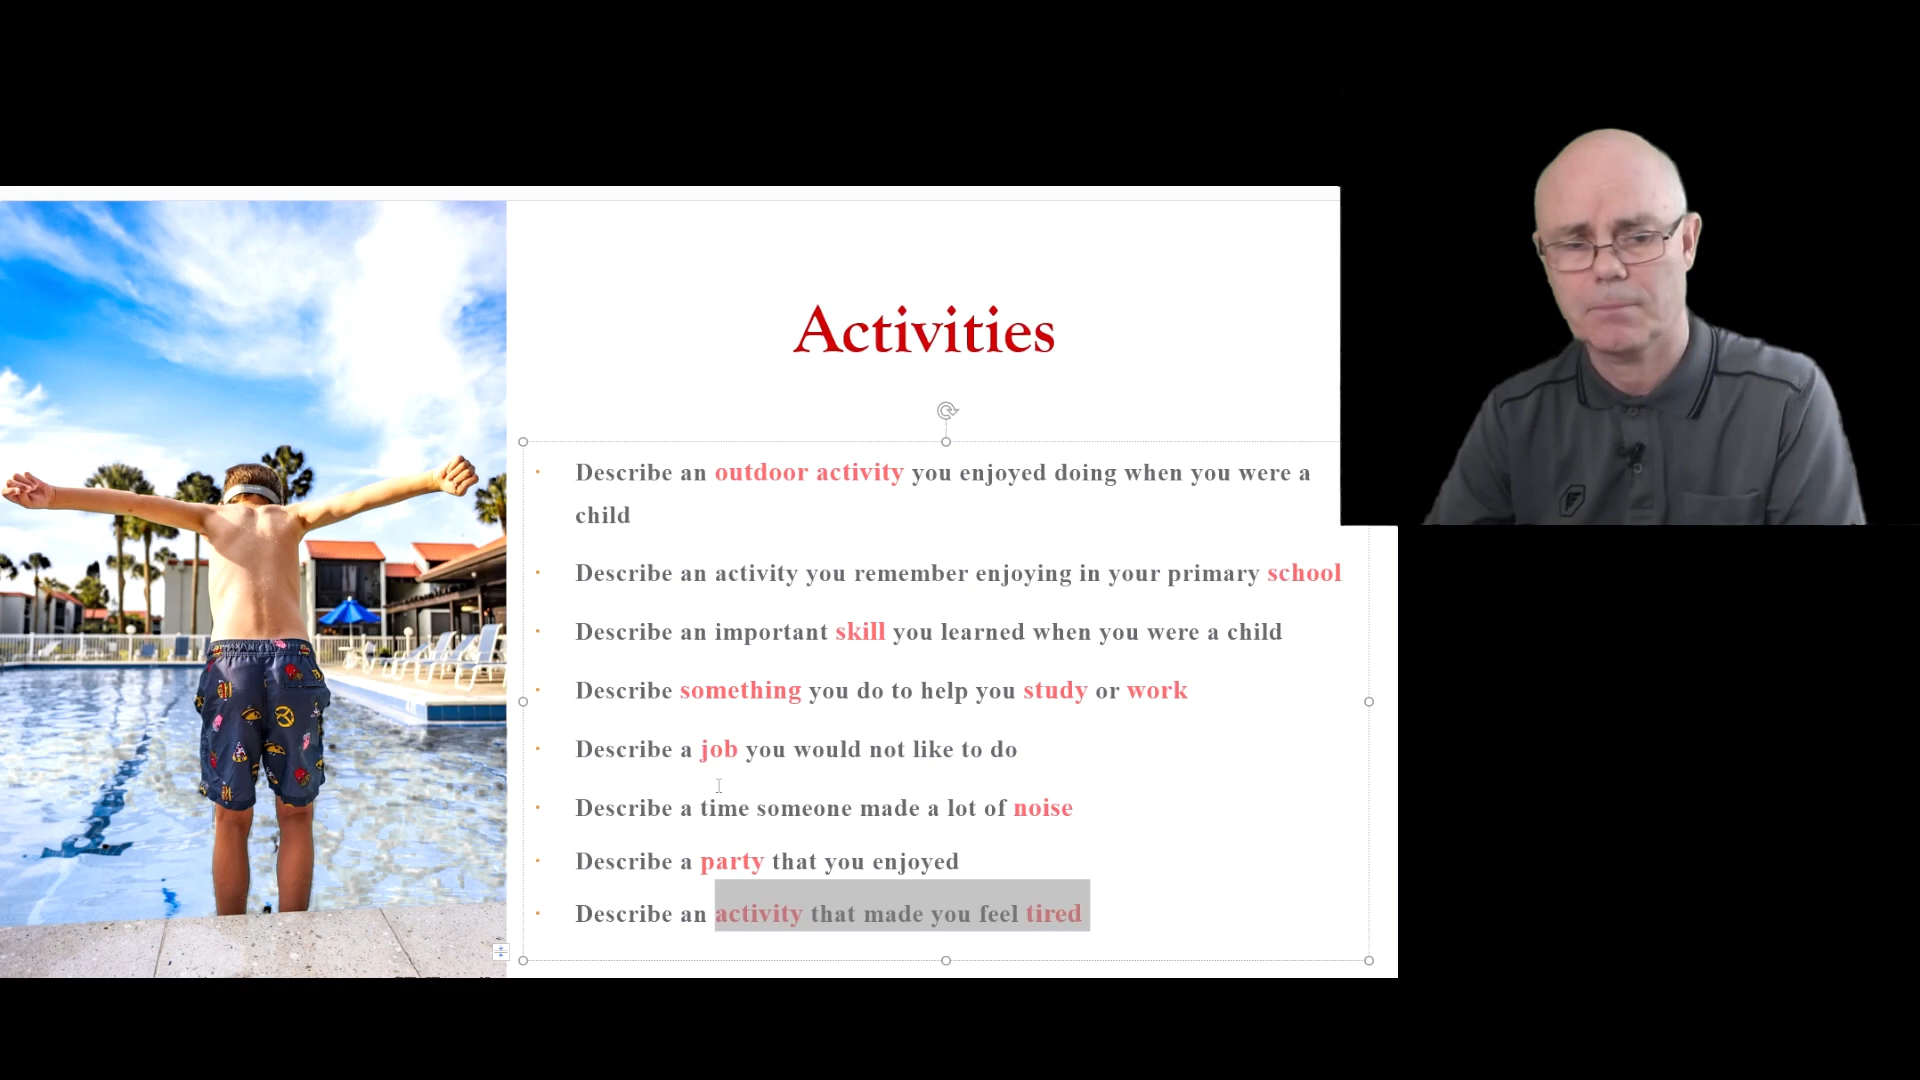 Activities
Describe an outdoor activity you enjoyed doing when you were a
child
Describe an activity you remember enjoying in your primary school
Describe an important skill you learned when you were a child
Describe something you do to help you study or work
Describe a job you would not like to do
Describe a time someone made a lot of noise
Describe a party that you enjoyed
Describe an activity that made you feel tired